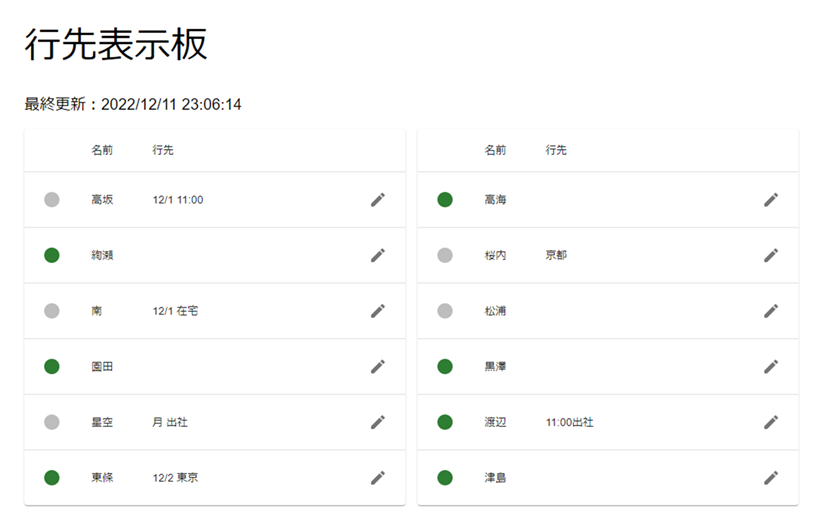 行先表示板
最終更新：2022/12/11 23:06:14
名前 行先
高坂 12/1 11:00
絢瀬
南 12/1 在宅
園田
星空 月 出社
東條 12/2 東京
名前 行先
高海
桜内 京都
松浦
黒澤
渡辺 11:00出社
津島